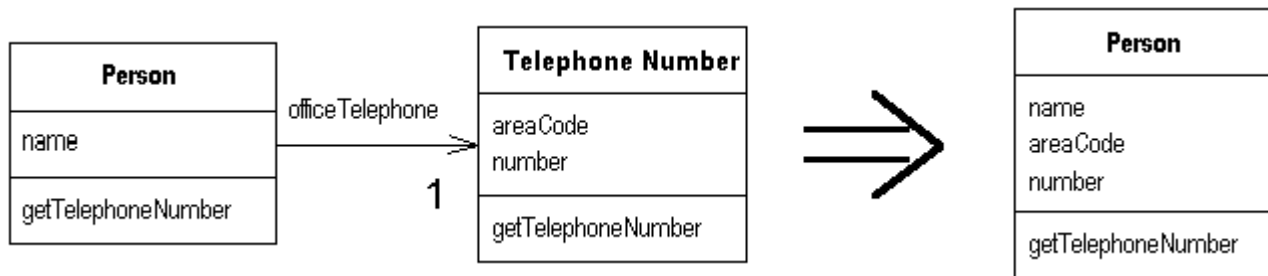 Person
name
getTelephoneNumber
officeTelephone
1
Telephone Number
areaCode
number
getTelephoneNumber
Person
name
areaCode
number
getTelephoneNumber